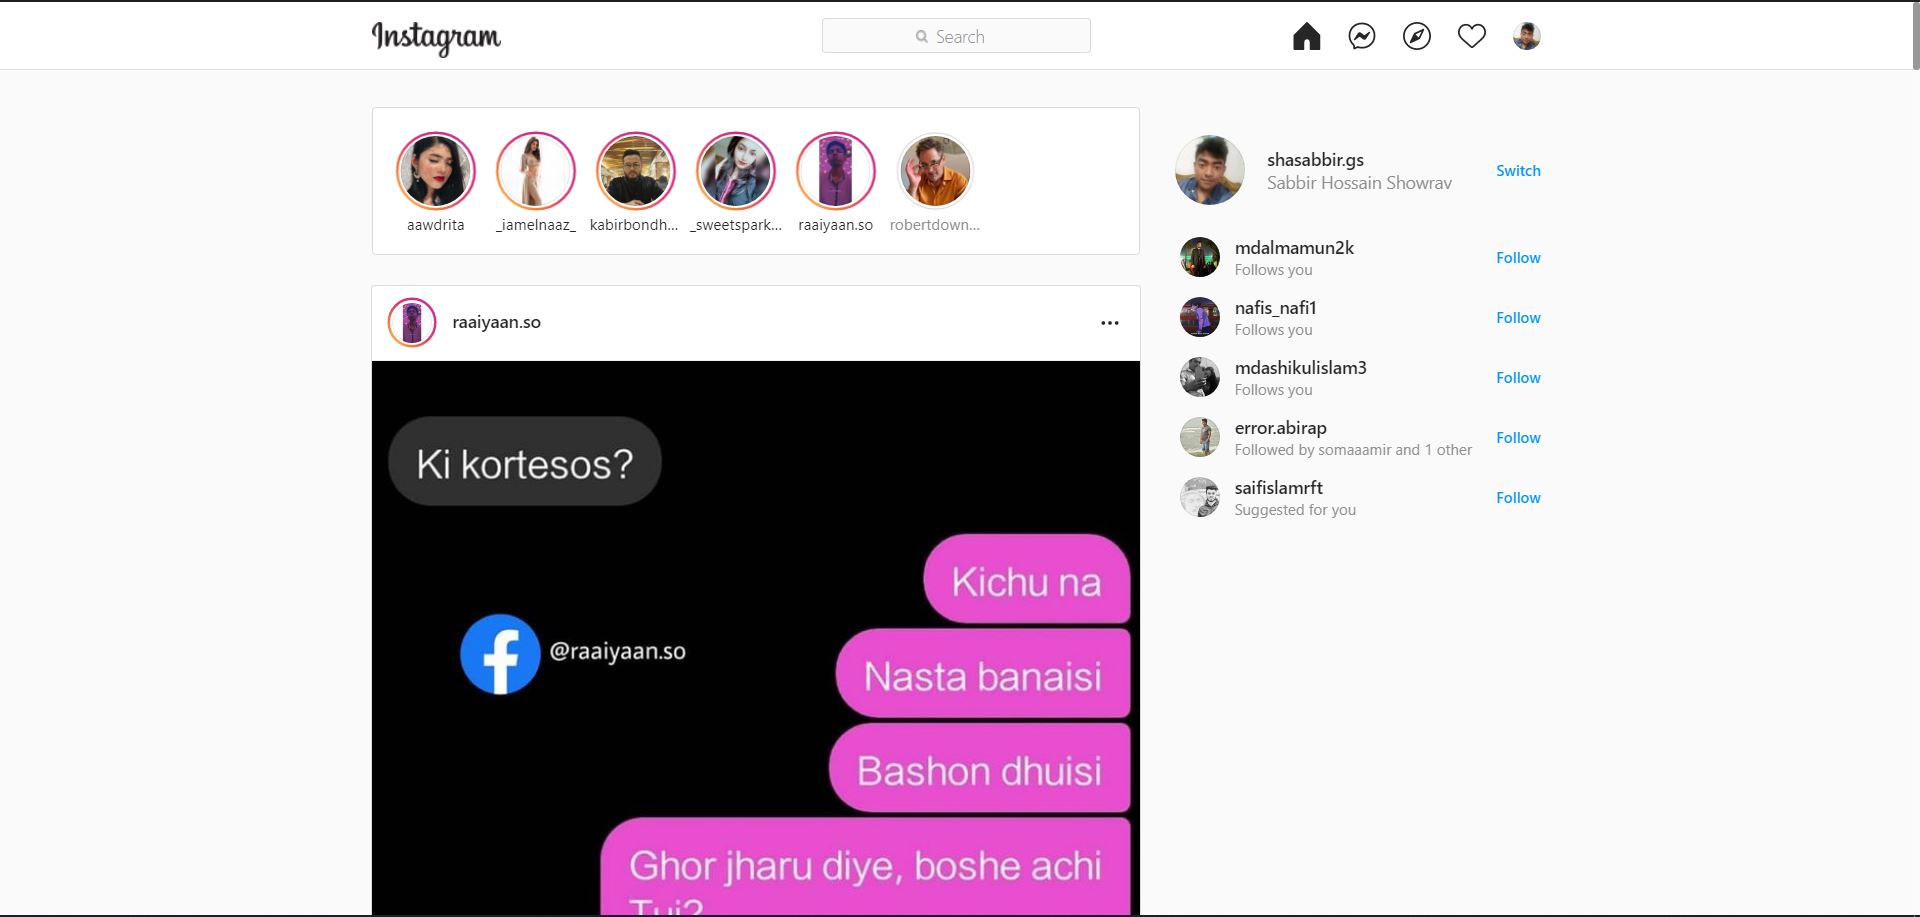 Instagram
Search
aawdrita
_iamelnaaz_
kabirbondh...
_sweetspark...
raaiyaan.so
robertdown...
shasabbir.gs
Sabbir Hossain Showrav
Switch
mdalmamun2k
Follows you
Follow
nafis_nafi1
Follows you
Follow
mdashikulislam3
Follows you
Follow
error.abirap
Followed by somaaamir and 1 other
Follow
saifislamrft
Suggested for you
Follow
raaiyaan.so
Ki kortesos?
Kichu na
@raaiyaan.so
Nasta banaisi
Bashon dhuisi
Ghor jharu diye, boshe achi
Tui?